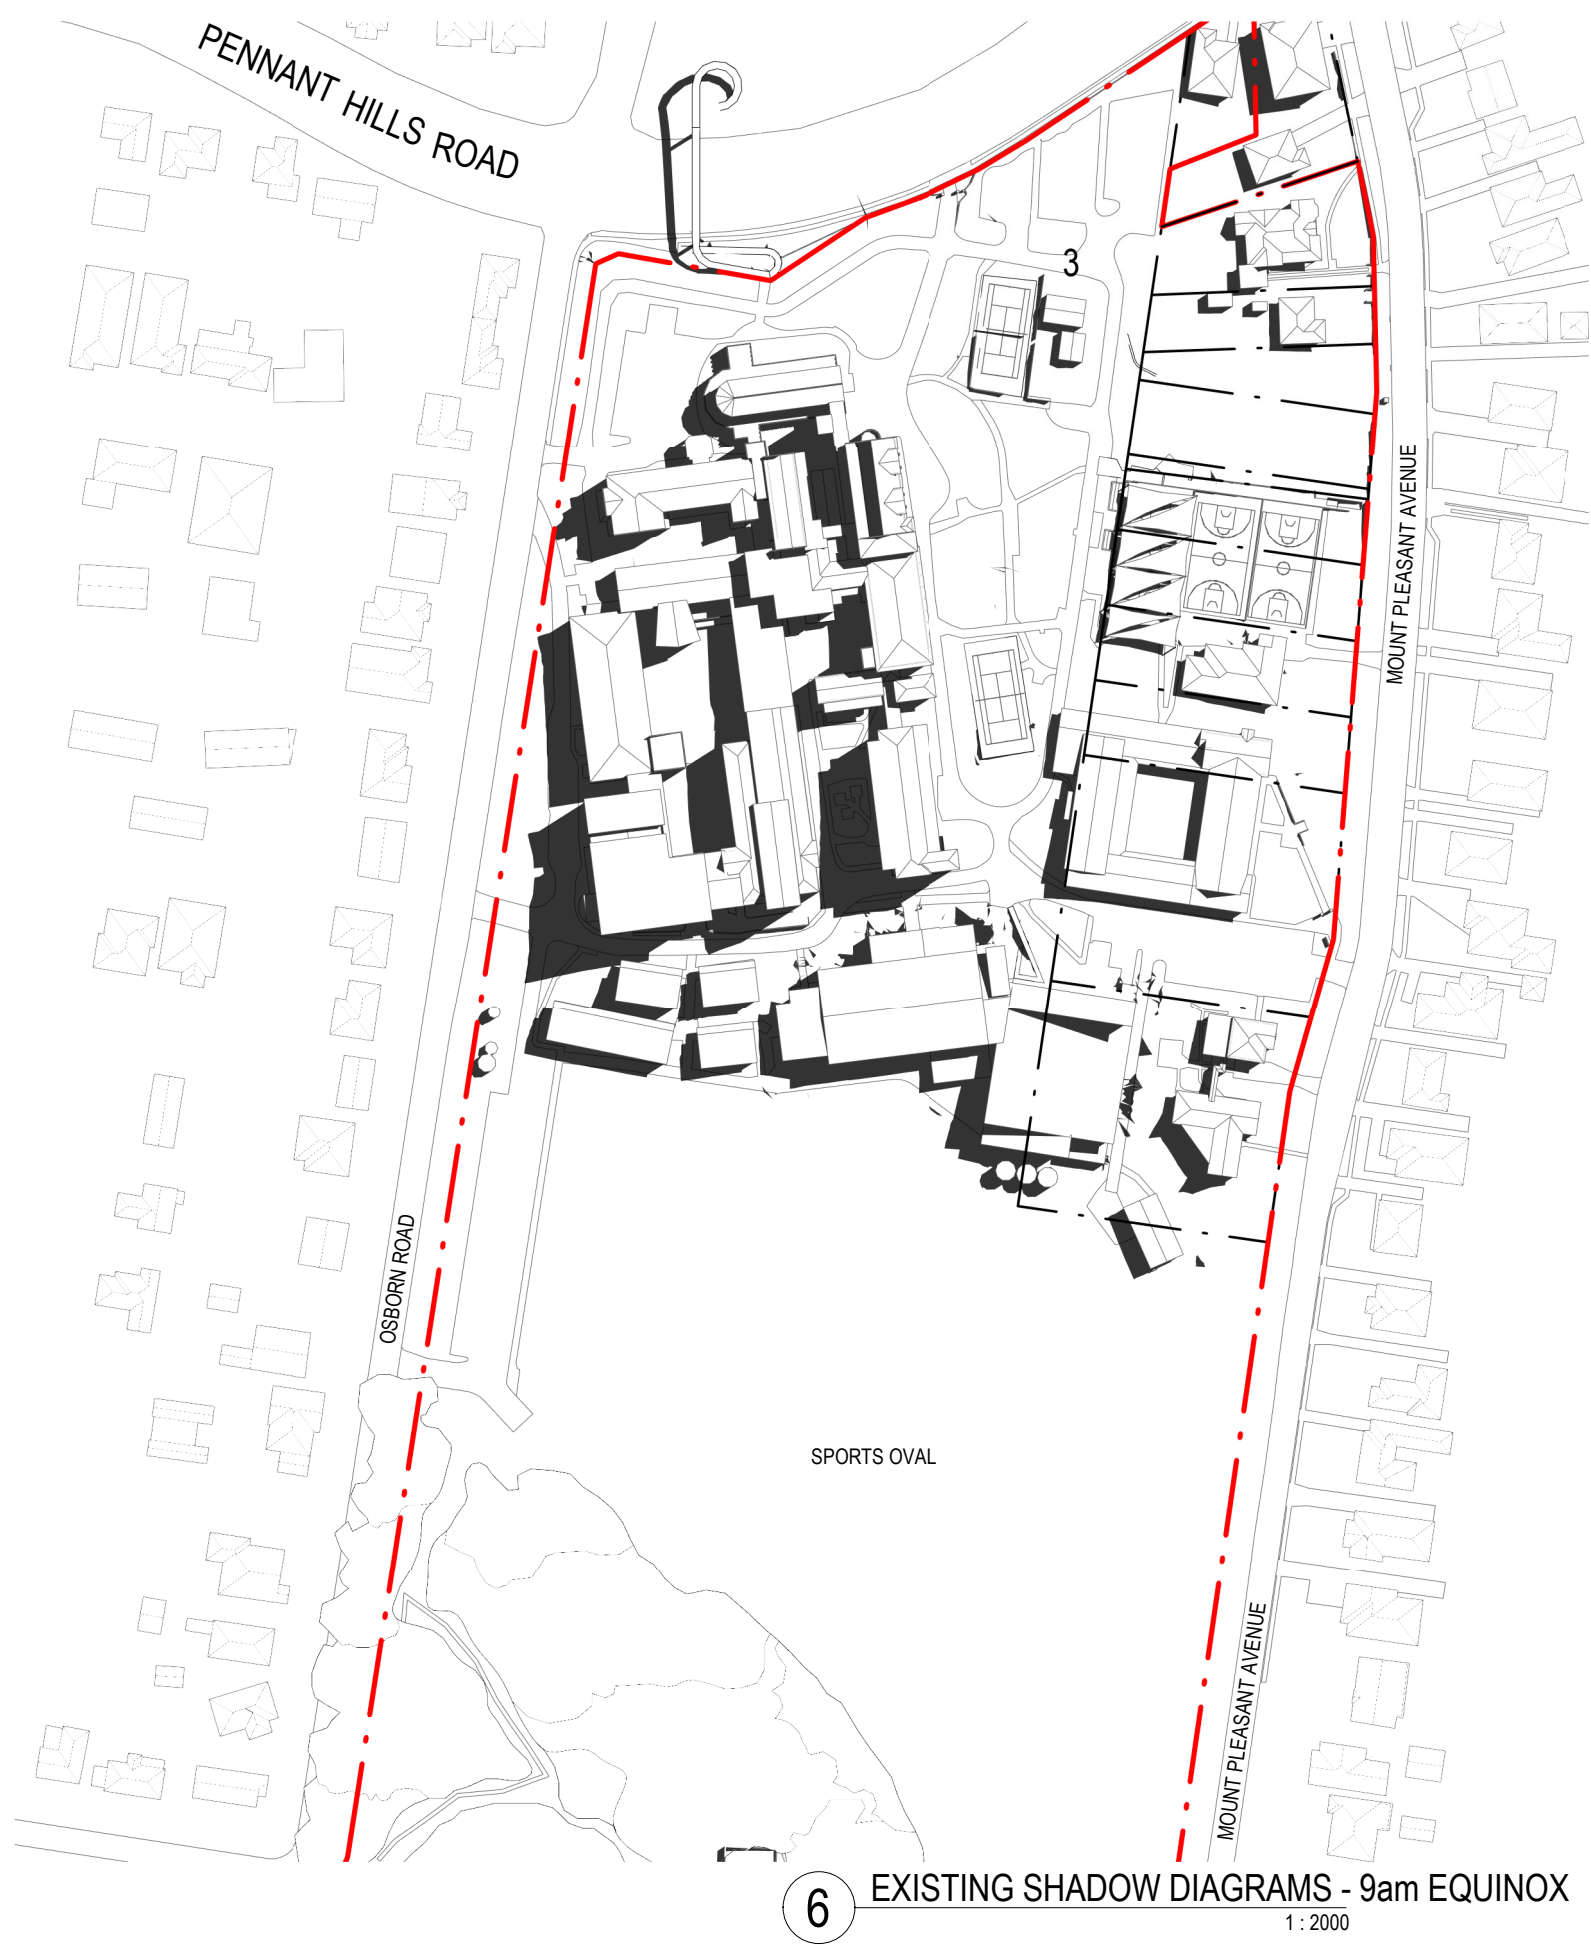 PENNANT HILLS ROAD
3
MOUNT PLEASANT AVENUE
OSBORN ROAD
SPORTS OVAL
MOUNT PLEASANT AVENUE
6
EXISTING SHADOW DIAGRAMS - 9am EQUINOX
1 : 2000